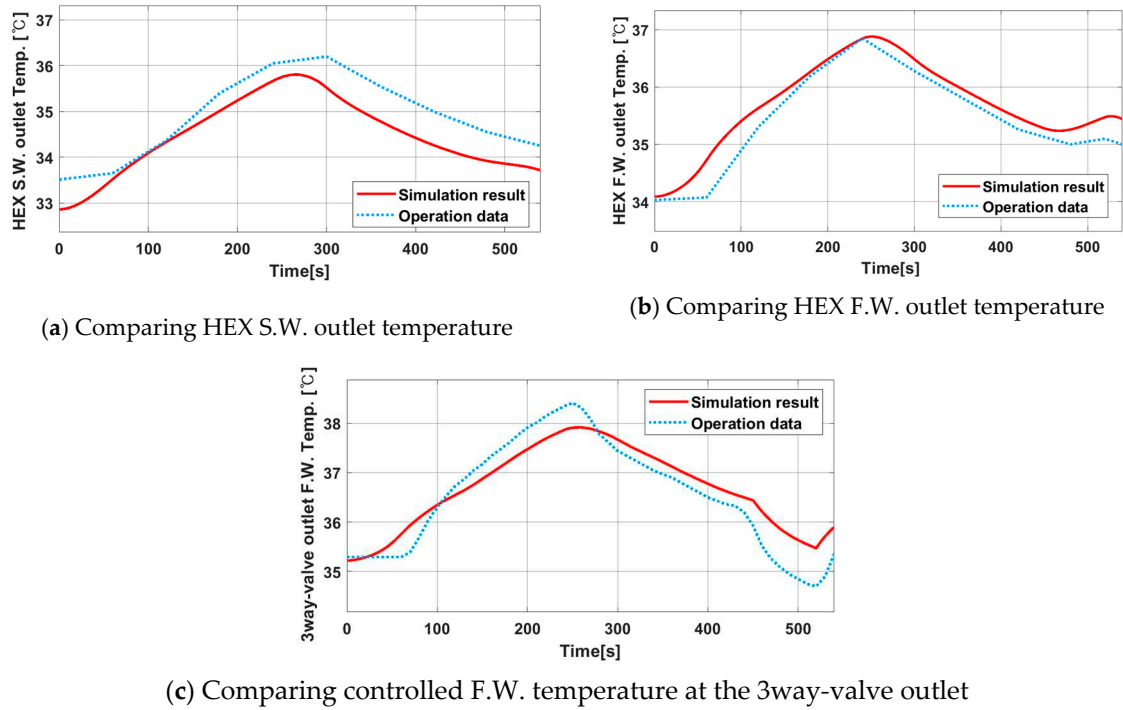 HEX S.W. outlet Temp. [℃]
37
36
35
34
33
0 100 200 300 400 500
Time[s]
Simulation result
Operation data
(a) Comparing HEX S.W. outlet temperature
HEX F.W. outlet Temp. [℃]
37
36
35
34
0 100 200 300 400 500
Time[s]
Simulation result
Operation data
(b) Comparing HEX F.W. outlet temperature
3way-valve outlet F.W. Temp. [℃]
38
37
36
35
0 100 200 300 400 500
Time[s]
Simulation result
Operation data
(c) Comparing controlled F.W. temperature at the 3way-valve outlet